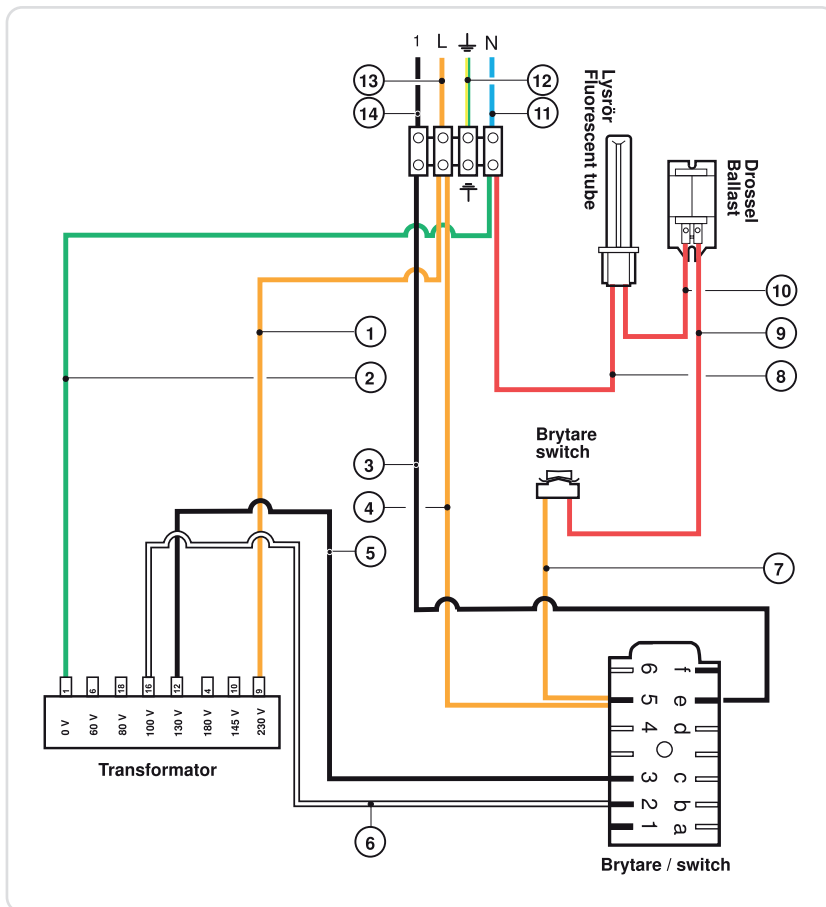 1 L N
13
12
14
11
Lysrör
Fluorescent tube
Drossel
Ballast
10
1
9
2
8
Brytare
switch
3
4
5
7
1 6 18 16 12 4 10 9
0 V 60 V 80 V 100 V 130 V 180 V 145 V 230 V
Transformator
6 f
5 e
4 d
3 c
2 b
1 a
6
Brytare / switch